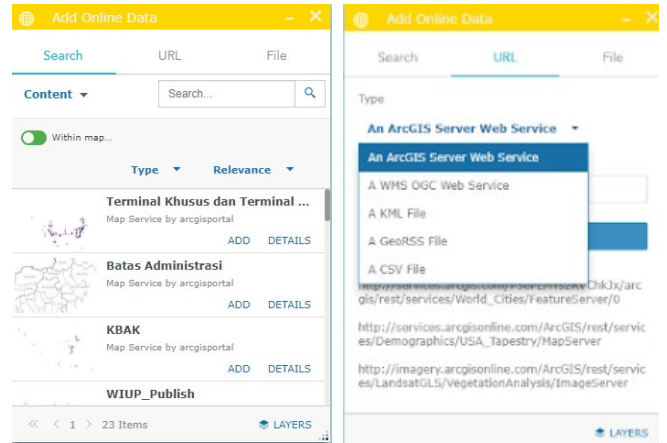 Add Online Data
Search URL File
Content Search...
Within map...
Type Relevance
Terminal Khusus dan Terminal ...
Map Service by arcgisportal
ADD DETAILS
Batas Administrasi
Map Service by arcgisportal
ADD DETAILS
KBAK
Map Service by arcgisportal
ADD DETAILS
WIUP_Publish
1 23 Items LAYERS
Add Online Data
Search URL File
Type
An ArcGIS Server Web Service
An ArcGIS Server Web Service
A WMS OGC Web Service
A KML File
A GeoRSS File
A CSV File
gis/rest/services/World_Cities/FeatureServer/0
http://services.arcgisonline.com/ArcGIS/rest/servic
es/Demographics/USA_Tapestry/MapServer
http://imagery.arcgisonline.com/ArcGIS/rest/servic
es/LandsatGLS/VegetationAnalysis/ImageServer
LAYERS